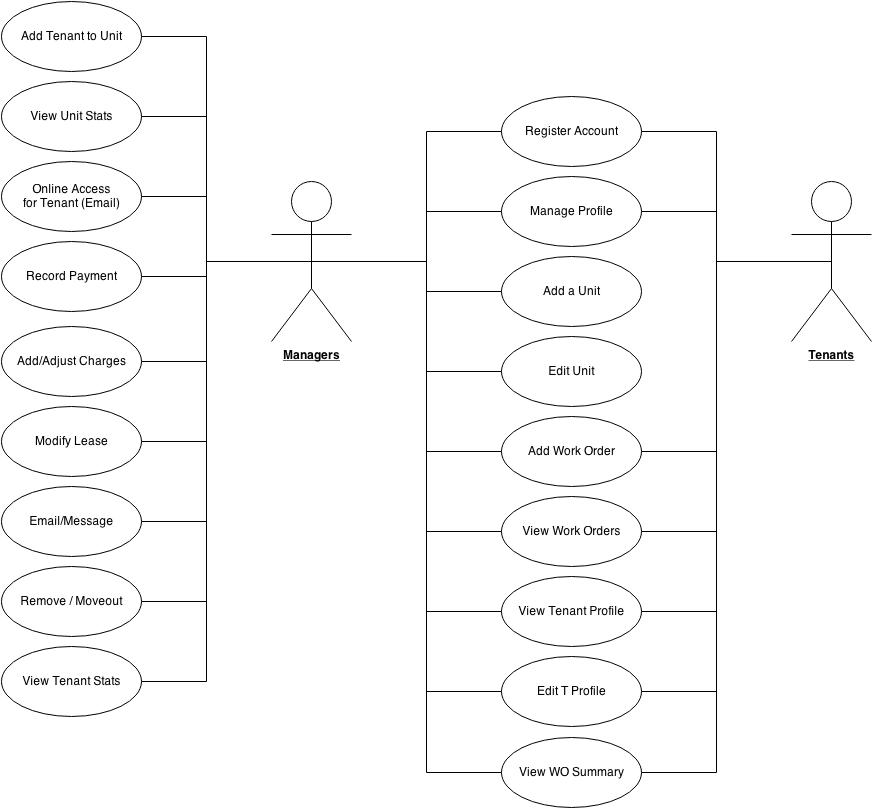 Add Tenant to Unit
View Unit Stats
Online Access
for Tenant (Email)
Record Payment
Add/Adjust Charges
Modify Lease
Email/Message
Remove / Moveout
View Tenant Stats
Managers
Register Account
Manage Profile
Add a Unit
Edit Unit
Add Work Order
View Work Orders
View Tenant Profile
Edit T Profile
View WO Summary
Tenants